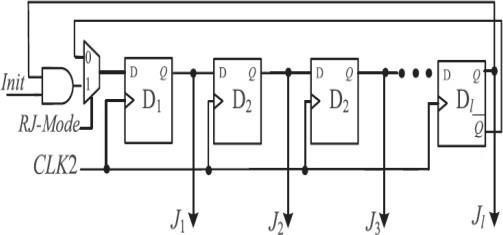 0
D Q D Q D Q D Q
Init 1 D1 D2 D2 Dl
Q
RJ-Mode
CLK2
J1 J2 J3 Jl